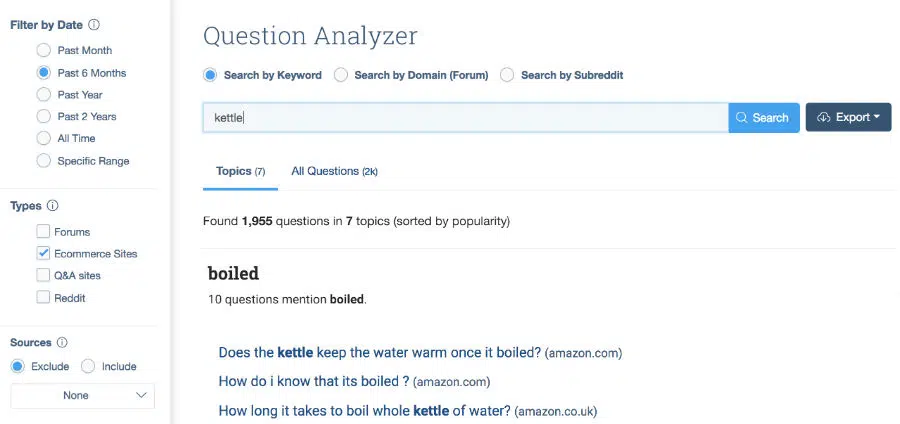 Filter by Date
Past Month
Past 6 Months
Past Year
Past 2 Years
All Time
Specific Range
Types
Forums
Ecommerce Sites
Q&A sites
Reddit
Sources
Exclude Include
None
Question Analyzer
Search by Keyword Search by Domain (Forum) Search by Subreddit
kettle Search Export
Topics (7) All Questions (2k)
Found 1,955 questions in 7 topics (sorted by popularity)
boiled
10 questions mention boiled.
Does the kettle keep the water warm once it boiled? (amazon.com)
How do i know that its boiled ? (amazon.com)
How long it takes to boil whole kettle of water? (amazon.co.uk)